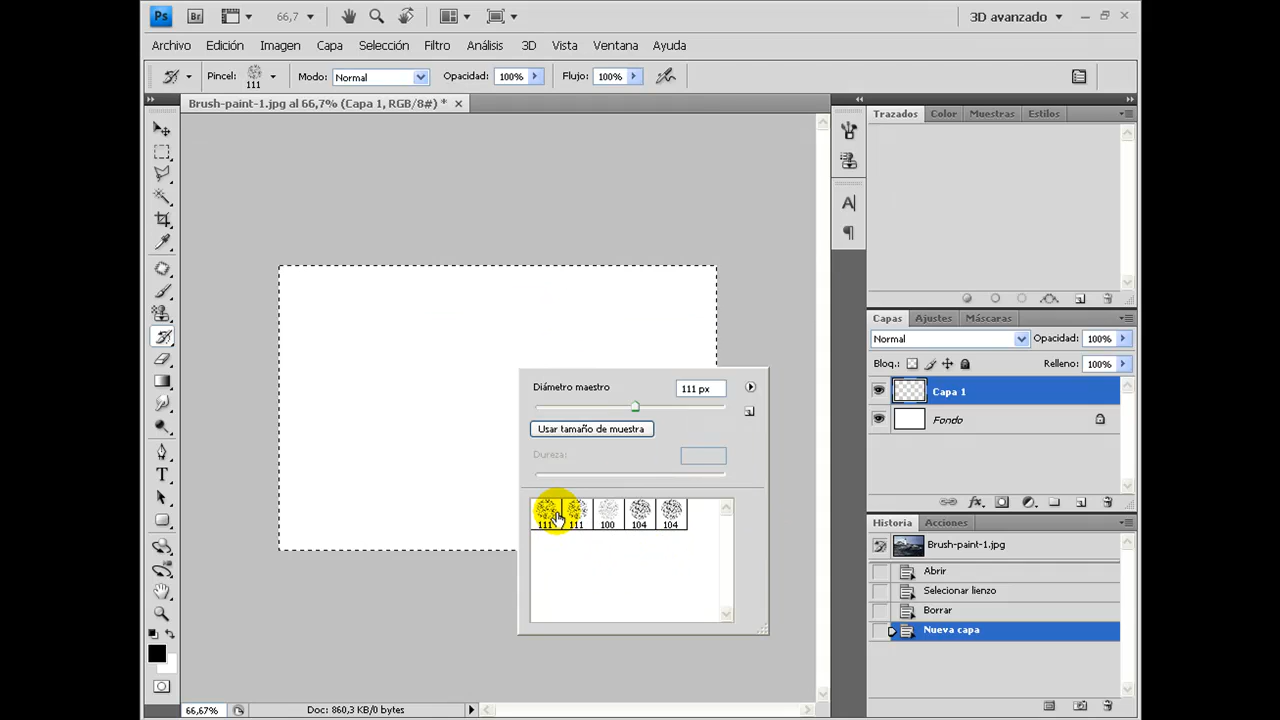 Ps Br 66,7 3D avanzado
Archivo Edición Imagen Capa Selección Filtro Análisis 3D Vista Ventana Ayuda
Pincel: 111 Modo: Normal Opacidad: 100% Flujo: 100%
Brush-paint-1.jpg al 66,7% (Capa 1, RGB/8#) *
Trazados Color Muestras Estilos
A
Capas Ajustes Máscaras
Normal Opacidad: 100%
Bloq.: Relleno: 100%
Capa 1
Fondo
Diámetro maestro 111 px
Usar tamaño de muestra
Dureza:
111 111 100 104 104
Historia Acciones
Brush-paint-1.jpg
Abrir
Selecionar lienzo
Borrar
Nueva capa
T
66,67% Doc: 860,3 KB/0 bytes